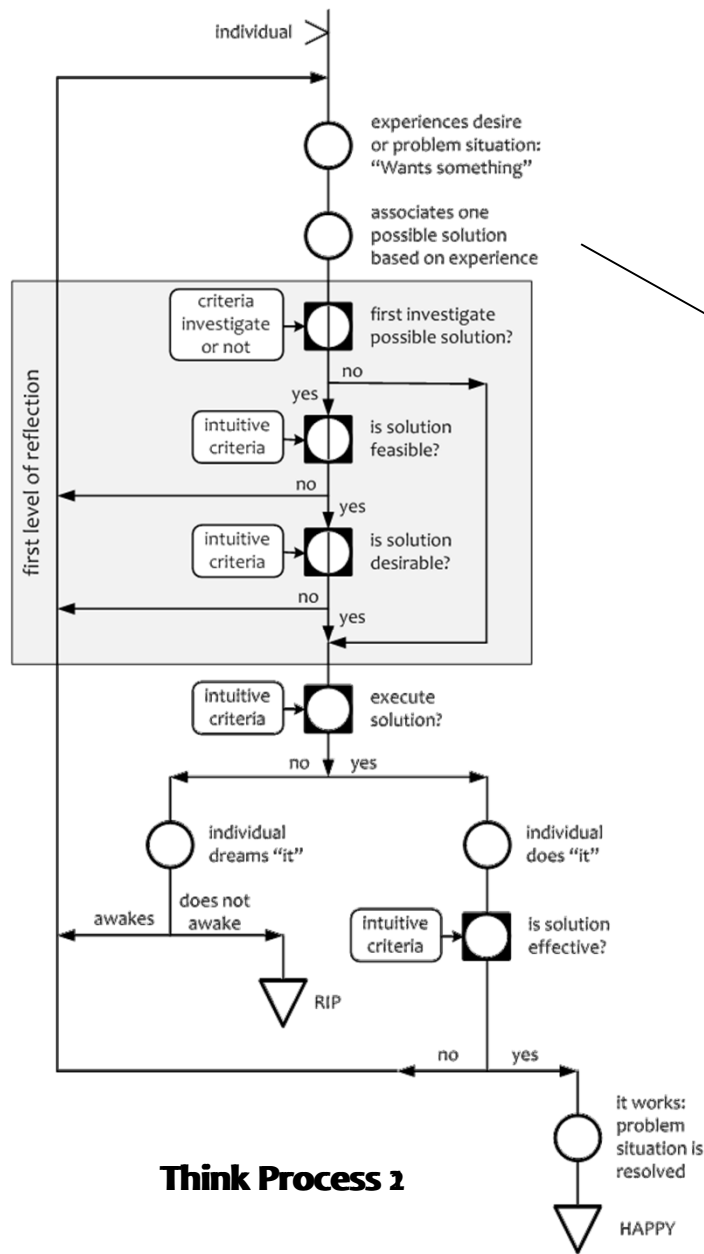 individual
experiences desire
or problem situation:
“Wants something”
associates one
possible solution
based on experience
criteria
investigate
or not
first investigate
possible solution?
no
yes
first level of reflection
intuitive
criteria
is solution
feasible?
no
yes
intuitive
criteria
is solution
desirable?
no
yes
intuitive
criteria
execute
solution?
no
yes
individual
dreams “it”
individual
does “it”
awakes
does not
awake
intuitive
criteria
is solution
effective?
RIP
no
yes
it works:
problem
situation is
resolved
Think Process 2
HAPPY